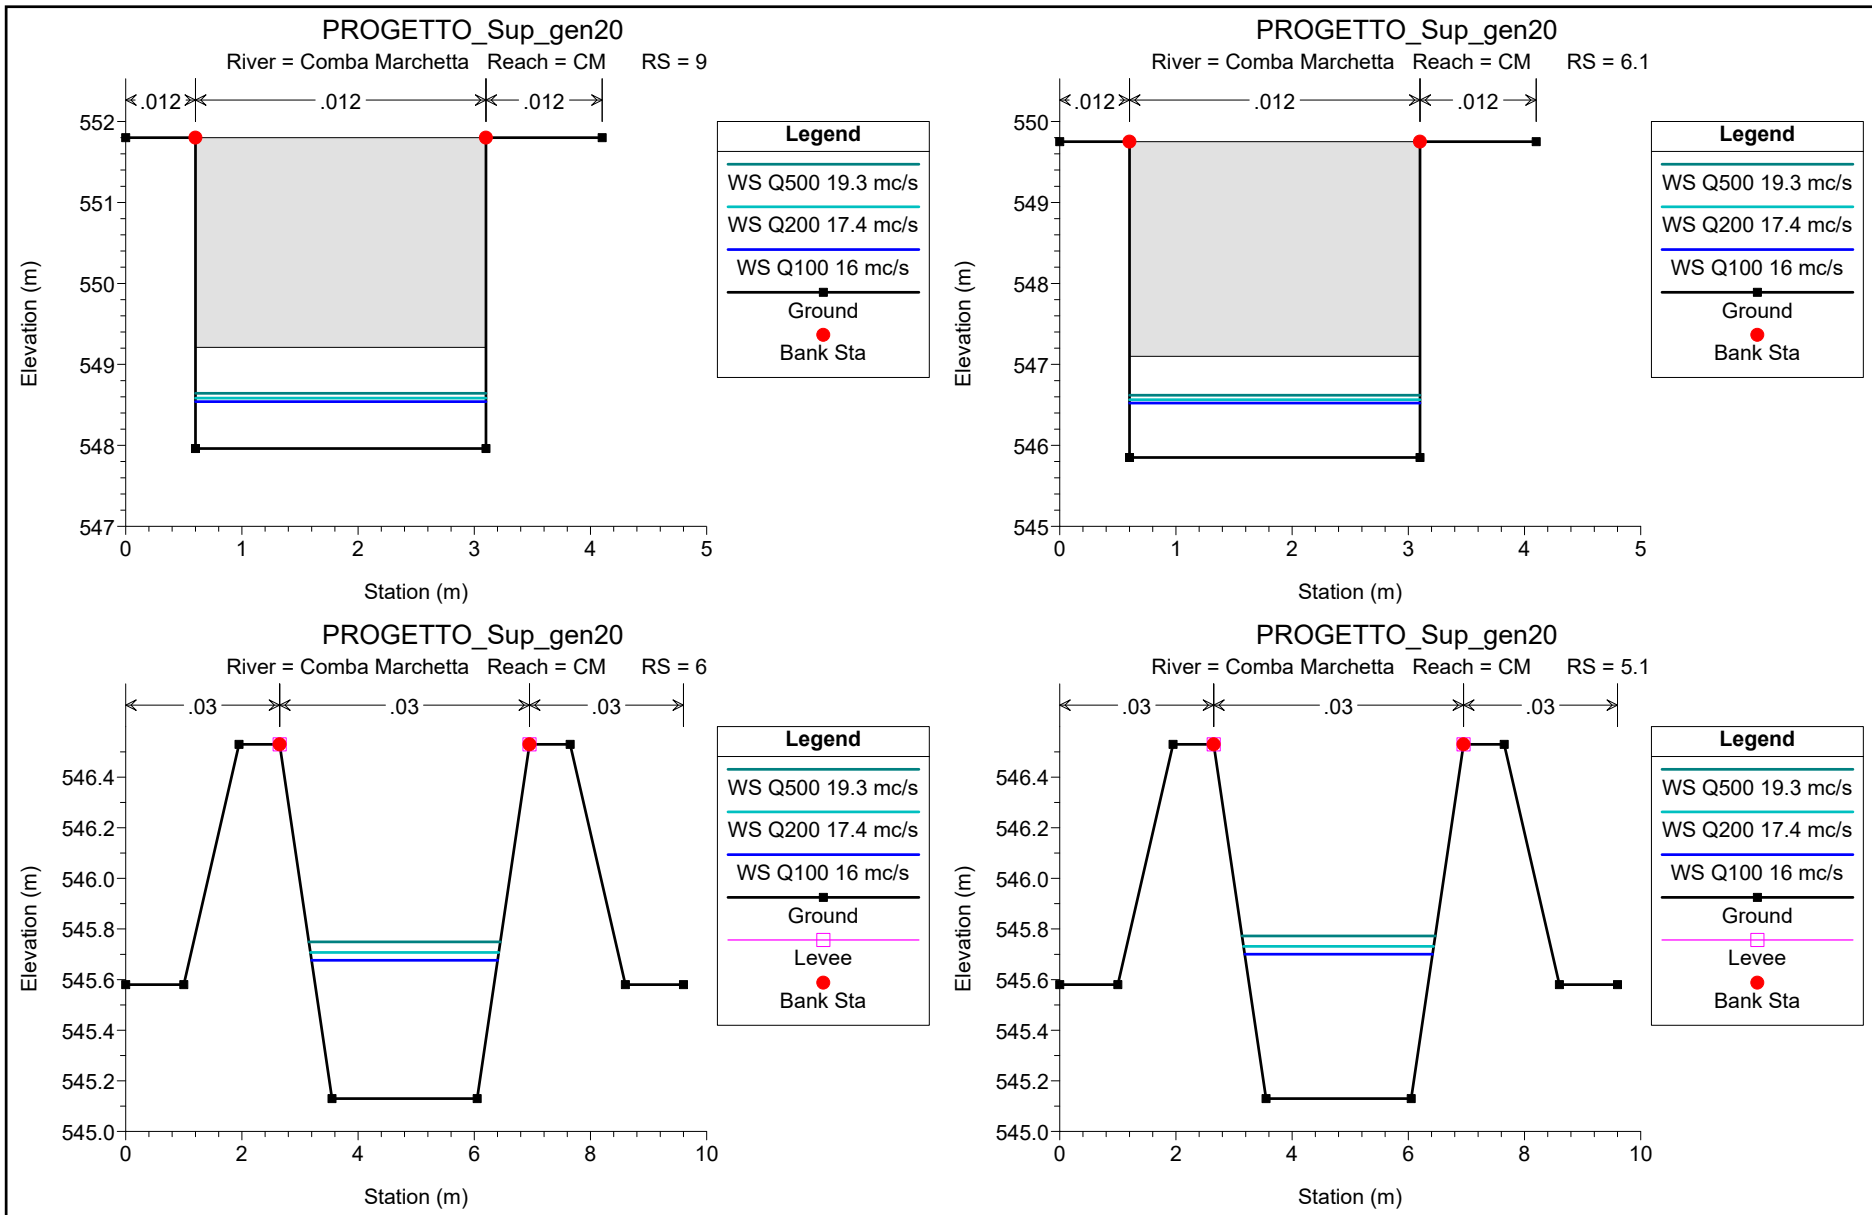 PROGETTO_Sup_gen20
River = Comba Marchetta Reach = CM RS = 9
.012 .012 .012
552
551
550
549
548
547
0 1 2 3 4 5
Station (m)
Elevation (m)
Legend
WS Q500 19.3 mc/s
WS Q200 17.4 mc/s
WS Q100 16 mc/s
Ground
Bank Sta
PROGETTO_Sup_gen20
River = Comba Marchetta Reach = CM RS = 6.1
.012 .012 .012
550
549
548
547
546
545
0 1 2 3 4 5
Station (m)
Elevation (m)
Legend
WS Q500 19.3 mc/s
WS Q200 17.4 mc/s
WS Q100 16 mc/s
Ground
Bank Sta
PROGETTO_Sup_gen20
River = Comba Marchetta Reach = CM RS = 6
.03 .03 .03
546.4
546.2
546.0
545.8
545.6
545.4
545.2
545.0
0 2 4 6 8 10
Station (m)
Elevation (m)
Legend
WS Q500 19.3 mc/s
WS Q200 17.4 mc/s
WS Q100 16 mc/s
Ground
Levee
Bank Sta
PROGETTO_Sup_gen20
River = Comba Marchetta Reach = CM RS = 5.1
.03 .03 .03
546.4
546.2
546.0
545.8
545.6
545.4
545.2
545.0
0 2 4 6 8 10
Station (m)
Elevation (m)
Legend
WS Q500 19.3 mc/s
WS Q200 17.4 mc/s
WS Q100 16 mc/s
Ground
Levee
Bank Sta